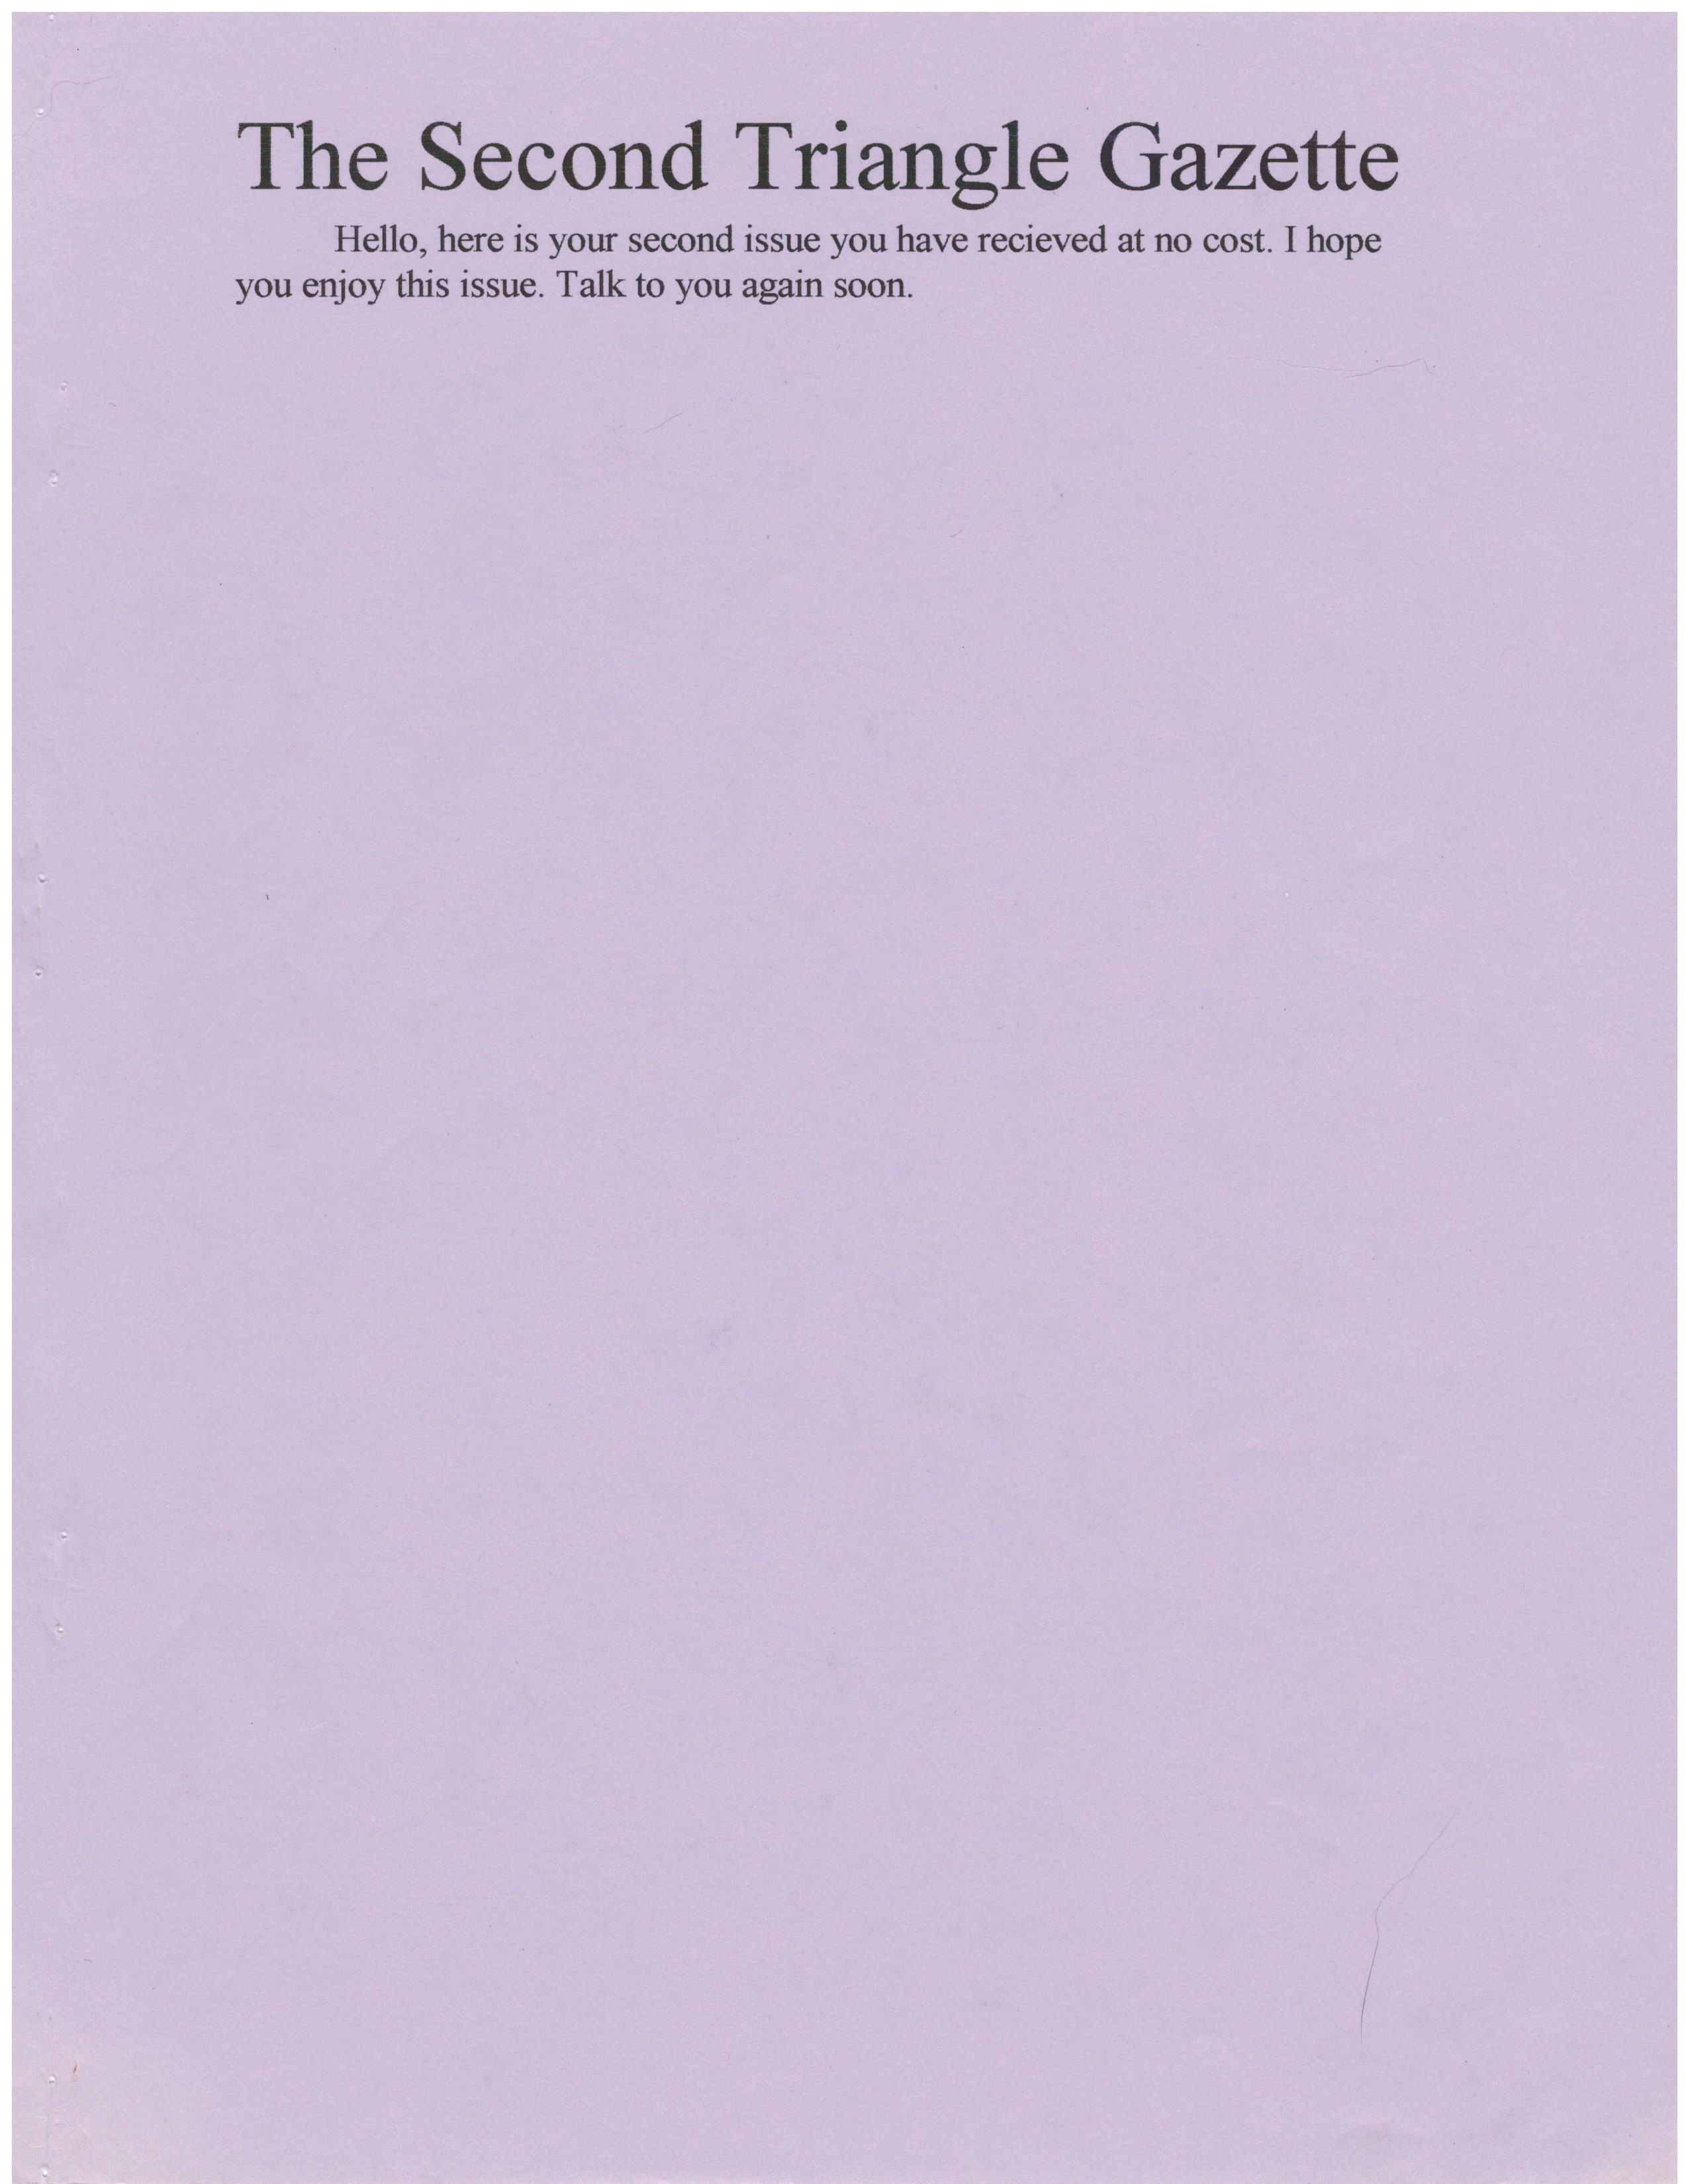 The Second Triangle Gazette
Hello, here is your second issue you have recieved at no cost. I hope
you enjoy this issue. Talk to you again soon.